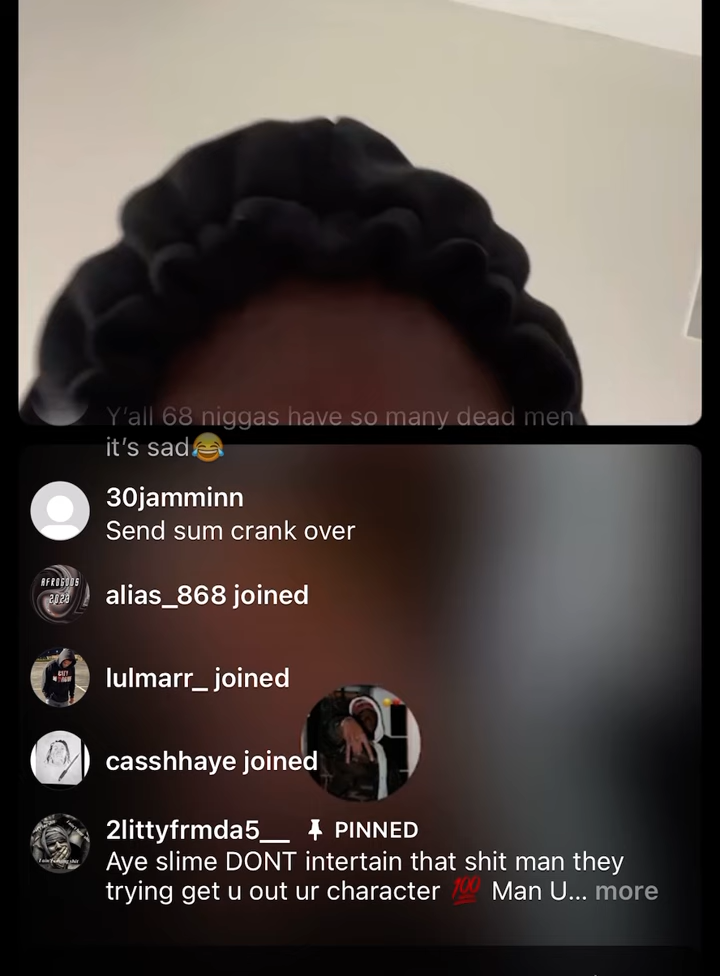 Y'all 68 niggas have so many dead men
it's sad😂
30jamminn
Send sum crank over
AFROGODS
2020
alias_868 joined
lulmarr_ joined
casshhaye joined
2littyfrmda5__ PINNED
Aye slime DONT intertain that shit man they
trying get u out ur character 💯 Man U... more